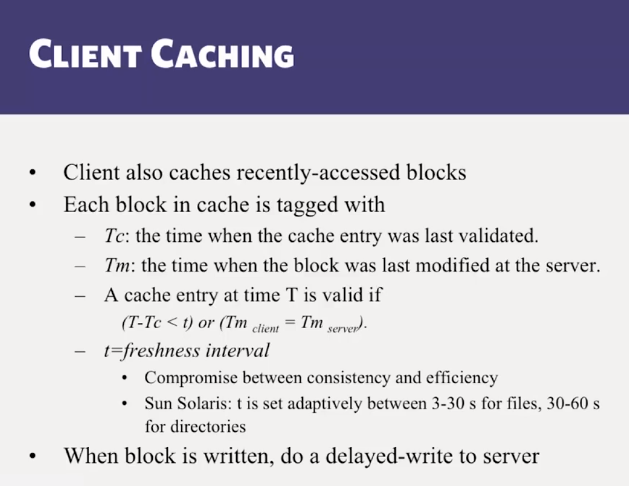 CLIENT CACHING
• Client also caches recently-accessed blocks
• Each block in cache is tagged with
– Tc: the time when the cache entry was last validated.
– Tm: the time when the block was last modified at the server.
– A cache entry at time T is valid if
(T-Tc < t) or (Tm client = Tm server).
– t=freshness interval
• Compromise between consistency and efficiency
• Sun Solaris: t is set adaptively between 3-30 s for files, 30-60 s
for directories
• When block is written, do a delayed-write to server